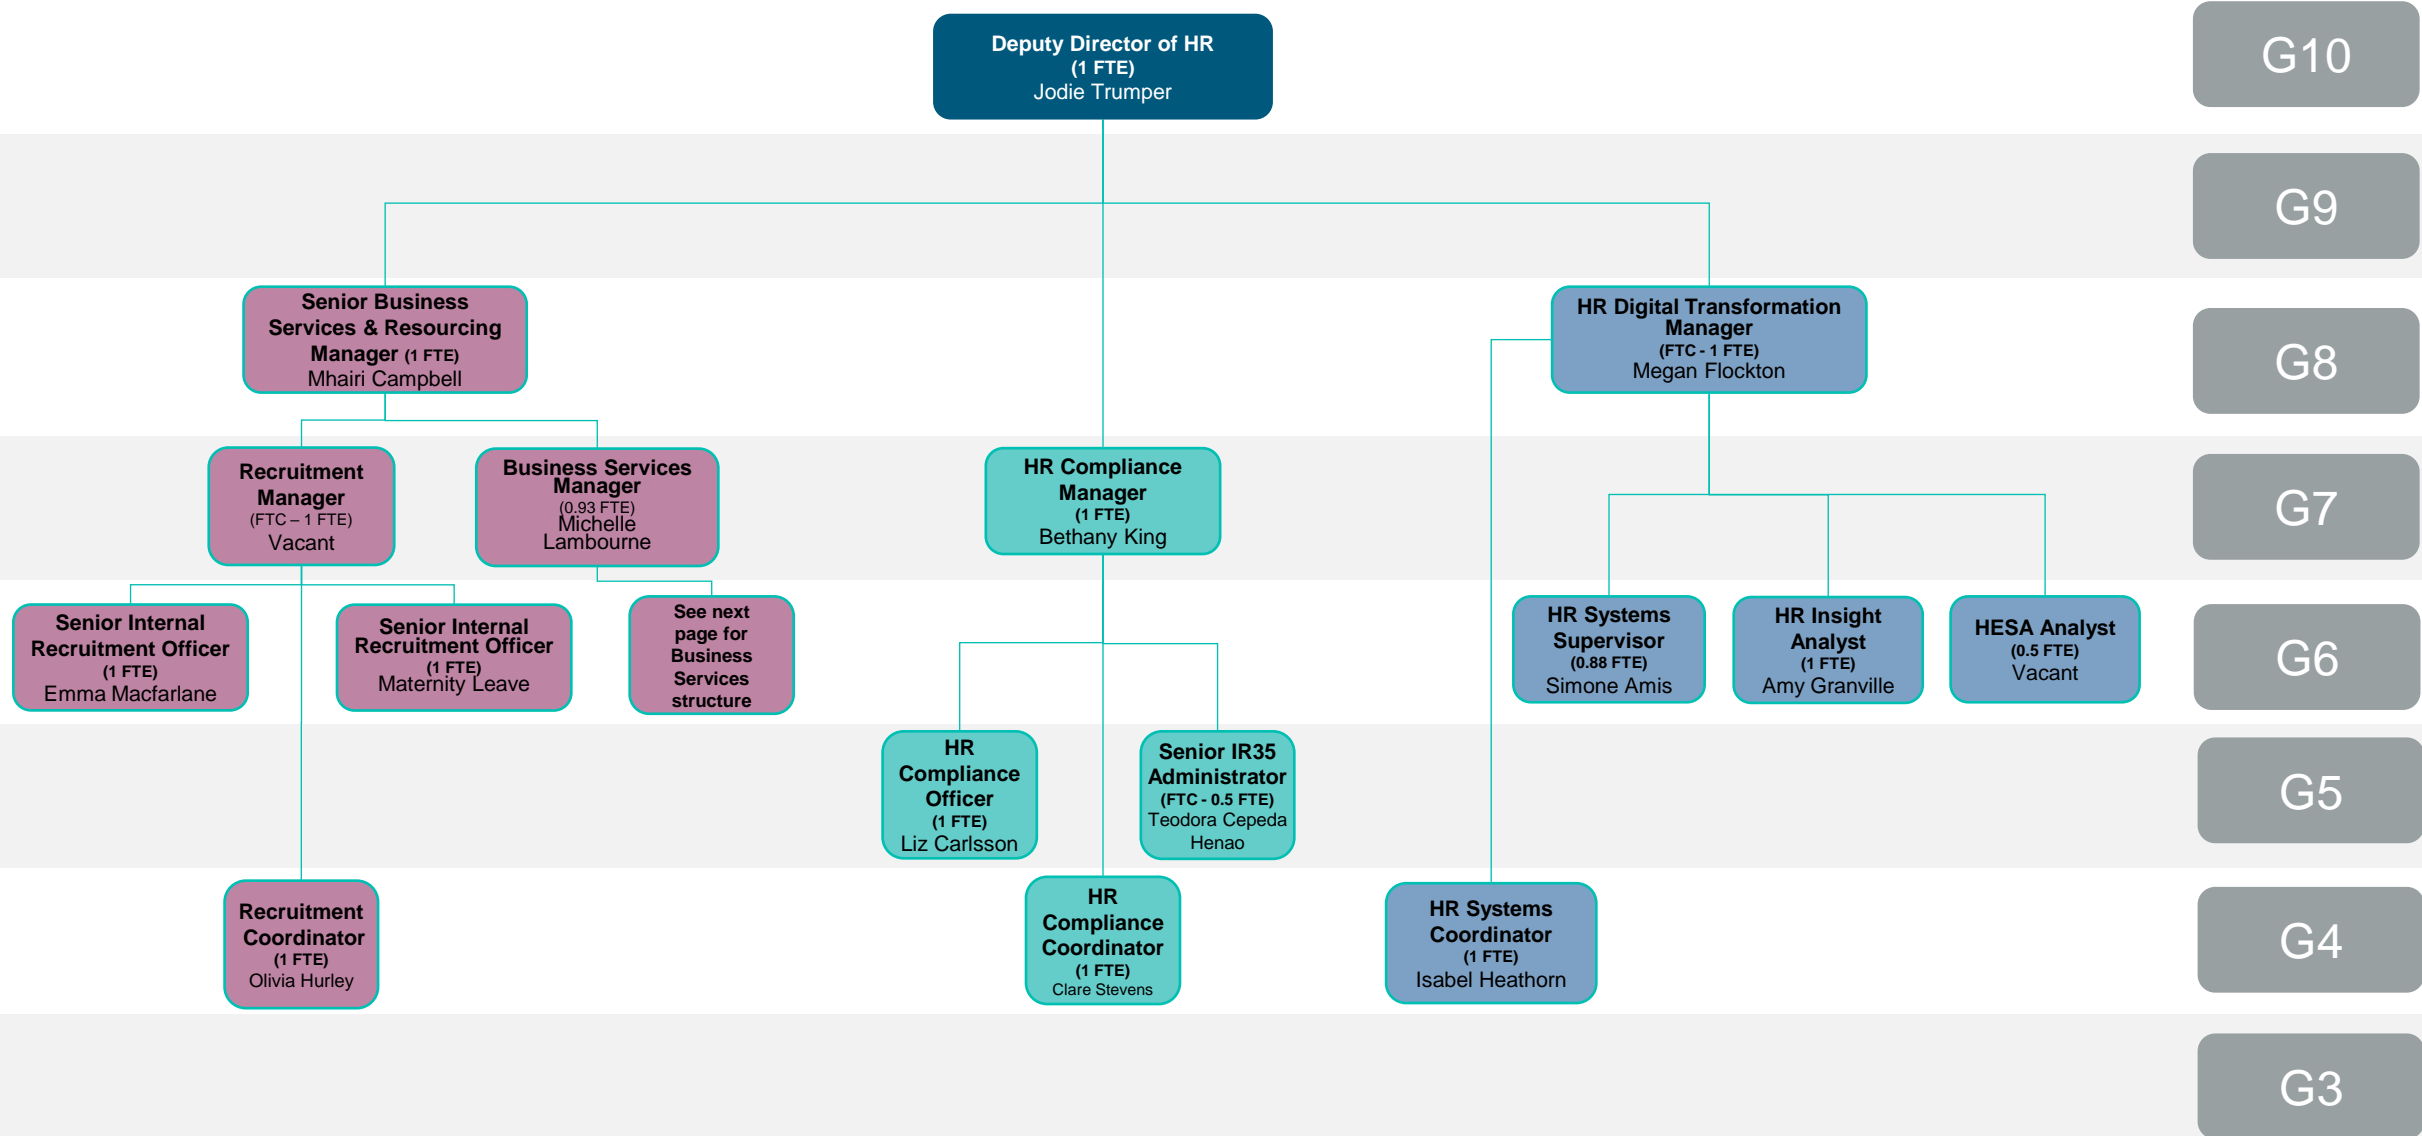 Deputy Director of HR
(1 FTE)
Jodie Trumper
G10
G9
Senior Business
Services & Resourcing
Manager (1 FTE)
Mhairi Campbell
HR Digital Transformation
Manager
(FTC - 1 FTE)
Megan Flockton
G8
Recruitment
Manager
(FTC – 1 FTE)
Vacant
Business Services
Manager
(0.93 FTE)
Michelle
Lambourne
HR Compliance
Manager
(1 FTE)
Bethany King
G7
Senior Internal
Recruitment Officer
(1 FTE)
Emma Macfarlane
Senior Internal
Recruitment Officer
(1 FTE)
Maternity Leave
See next
page for
Business
Services
structure
HR Systems
Supervisor
(0.88 FTE)
Simone Amis
HR Insight
Analyst
(1 FTE)
Amy Granville
HESA Analyst
(0.5 FTE)
Vacant
G6
HR
Compliance
Officer
(1 FTE)
Liz Carlsson
Senior IR35
Administrator
(FTC - 0.5 FTE)
Teodora Cepeda
Henao
G5
Recruitment
Coordinator
(1 FTE)
Olivia Hurley
HR
Compliance
Coordinator
(1 FTE)
Clare Stevens
HR Systems
Coordinator
(1 FTE)
Isabel Heathorn
G4
G3